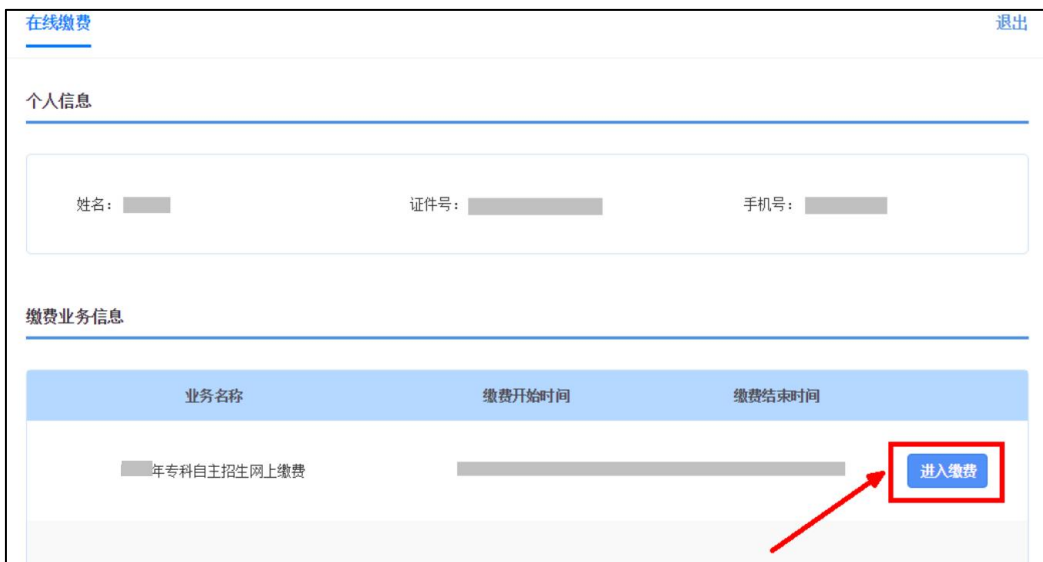 在线缴费 退出
个人信息
姓名： 证件号： 手机号：
缴费业务信息
业务名称 缴费开始时间 缴费结束时间
年专科自主招生网上缴费 进入缴费